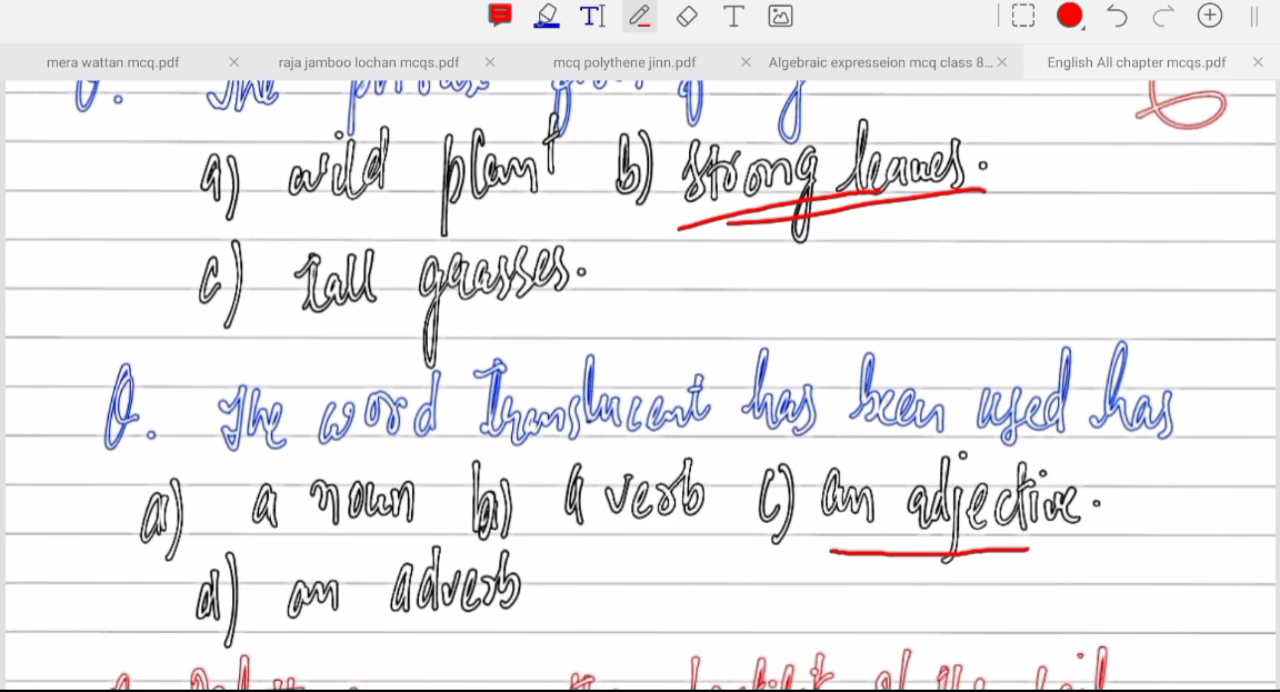 mera wattan mcq.pdf raja jamboo lochan mcqs.pdf mcq polythene jinn.pdf Algebraic expresseion mcq class 8... English All chapter mcqs.pdf
Q. The
a) wild plant b) strong leaves.
c) tall grasses.
Q. The word Translucent has been used has
a) a noun b) a verb c) an adjective.
d) an adverb